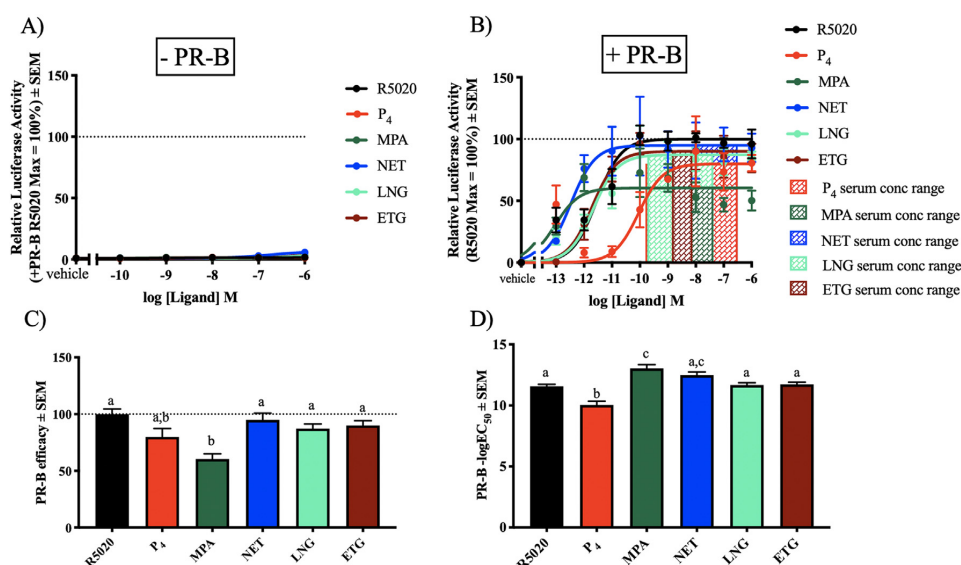 A)
- PR-B
Relative Luciferase Activity
(+PR-B R5020 Max = 100%) ± SEM
150
100
50
0
vehicle -10 -9 -8 -7 -6
log [Ligand] M
R5020
P4
MPA
NET
LNG
ETG
B)
+ PR-B
Relative Luciferase Activity
(R5020 Max = 100%) ± SEM
150
100
50
0
vehicle -13 -12 -11 -10 -9 -8 -7 -6
log [Ligand] M
R5020
P4
MPA
NET
LNG
ETG
P4 serum conc range
MPA serum conc range
NET serum conc range
LNG serum conc range
ETG serum conc range
C)
PR-B efficacy ± SEM
150
100
50
0
a a,b b a a a
R5020 P4 MPA NET LNG ETG
D)
PR-B -logEC50 ± SEM
15
10
5
0
a b c a,c a a
R5020 P4 MPA NET LNG ETG